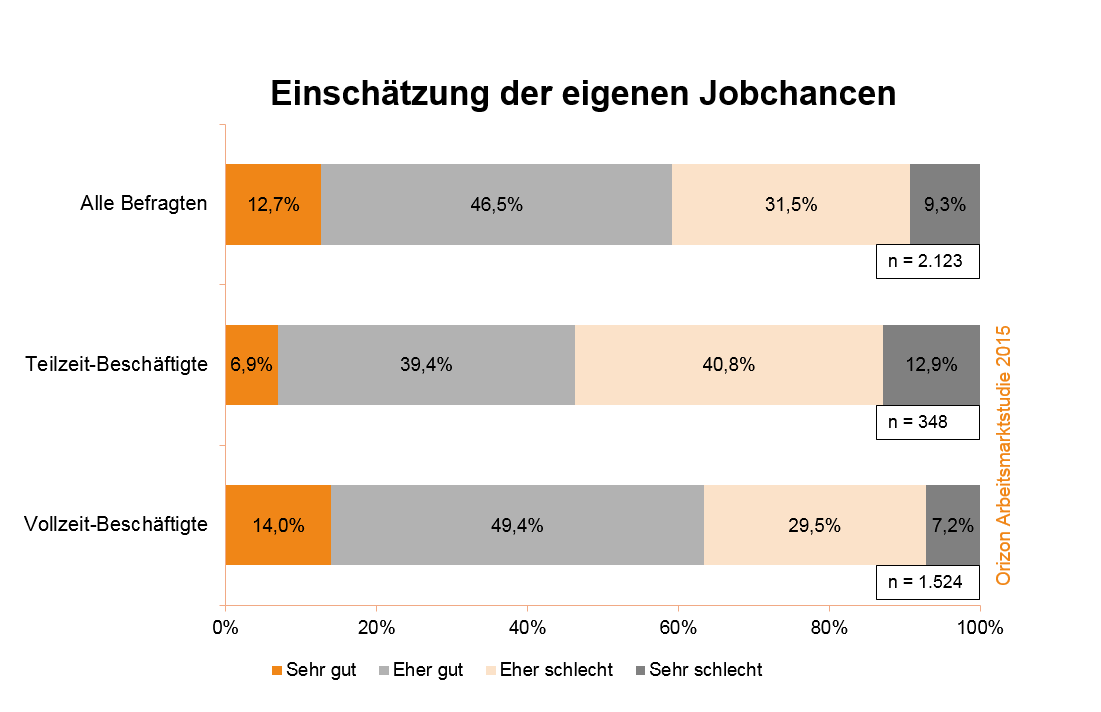 Einschätzung der eigenen Jobchancen
Alle Befragten
12,7%
46,5%
31,5%
9,3%
n = 2.123
Teilzeit-Beschäftigte
6,9%
39,4%
40,8%
12,9%
n = 348
Vollzeit-Beschäftigte
14,0%
49,4%
29,5%
7,2%
n = 1.524
Orizon Arbeitsmarktstudie 2015
0%
20%
40%
60%
80%
100%
Sehr gut
Eher gut
Eher schlecht
Sehr schlecht